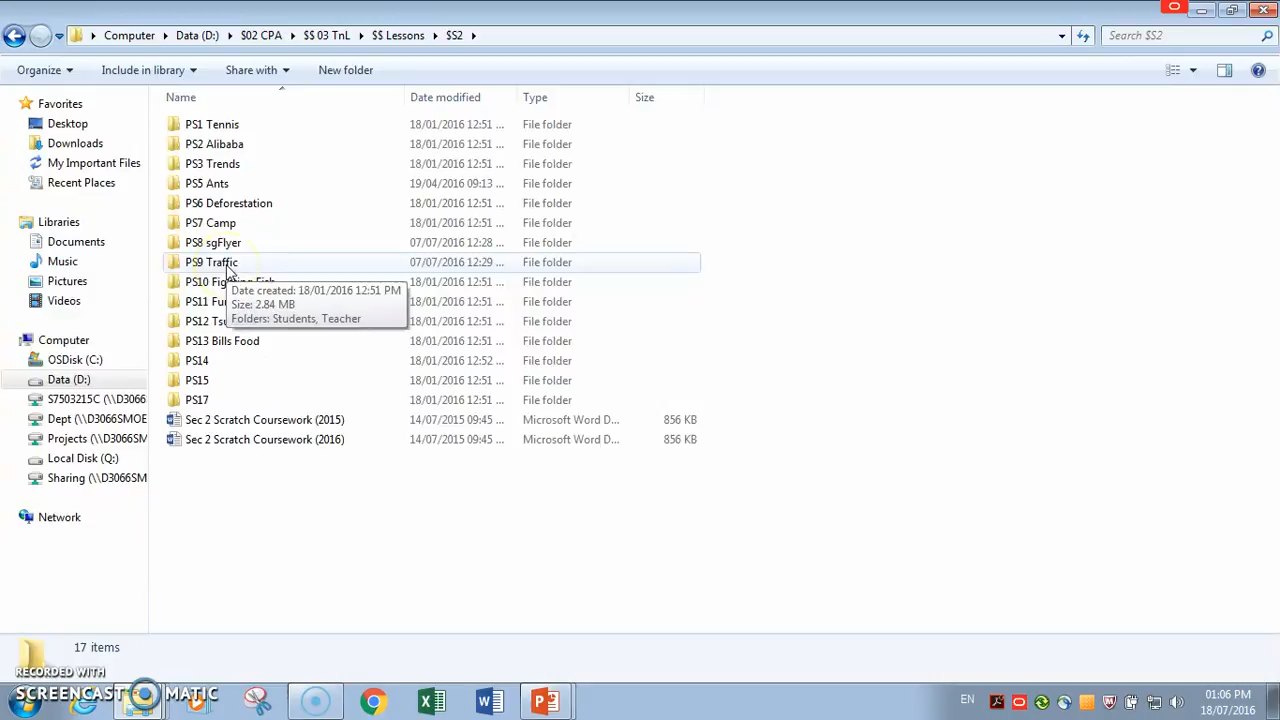 Computer ▸ Data (D:) ▸ $02 CPA ▸ $$ 03 TnL ▸ $$ Lessons ▸ $S2 ▸
Search $S2
Organize Include in library Share with New folder
Name Date modified Type Size
Favorites
Desktop
Downloads
My Important Files
Recent Places
Libraries
Documents
Music
Pictures
Videos
Computer
OSDisk (C:)
Data (D:)
S7503215C (\\D3066
Dept (\\D3066SMOE
Projects (\\D3066SM
Local Disk (Q:)
Sharing (\\D3066SM
Network
PS1 Tennis 18/01/2016 12:51 ... File folder
PS2 Alibaba 18/01/2016 12:51 ... File folder
PS3 Trends 18/01/2016 12:51 ... File folder
PS5 Ants 19/04/2016 09:13 ... File folder
PS6 Deforestation 18/01/2016 12:51 ... File folder
PS7 Camp 18/01/2016 12:51 ... File folder
PS8 sgFlyer 07/07/2016 12:28 ... File folder
PS9 Traffic 07/07/2016 12:29 ... File folder
PS10 Fighting Fish 18/01/2016 12:51 ... File folder
PS11 Fu 18/01/2016 12:51 ... File folder
PS12 Tsu 18/01/2016 12:51 ... File folder
PS13 Bills Food 18/01/2016 12:51 ... File folder
PS14 18/01/2016 12:52 ... File folder
PS15 18/01/2016 12:51 ... File folder
PS17 18/01/2016 12:51 ... File folder
Sec 2 Scratch Coursework (2015) 14/07/2015 09:45 ... Microsoft Word D... 856 KB
Sec 2 Scratch Coursework (2016) 14/07/2015 09:45 ... Microsoft Word D... 856 KB
Date created: 18/01/2016 12:51 PM
Size: 2.84 MB
Folders: Students, Teacher
17 items
RECORDED WITH
SCREENCAST MATIC
EN
01:06 PM
18/07/2016